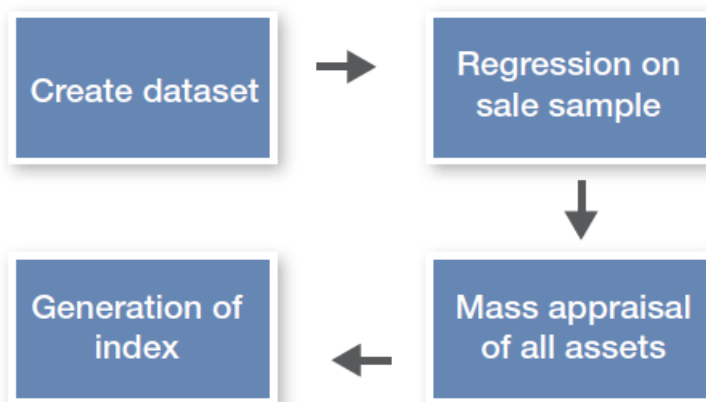 Create dataset
Regression on
sale sample
Mass appraisal
of all assets
Generation of
index